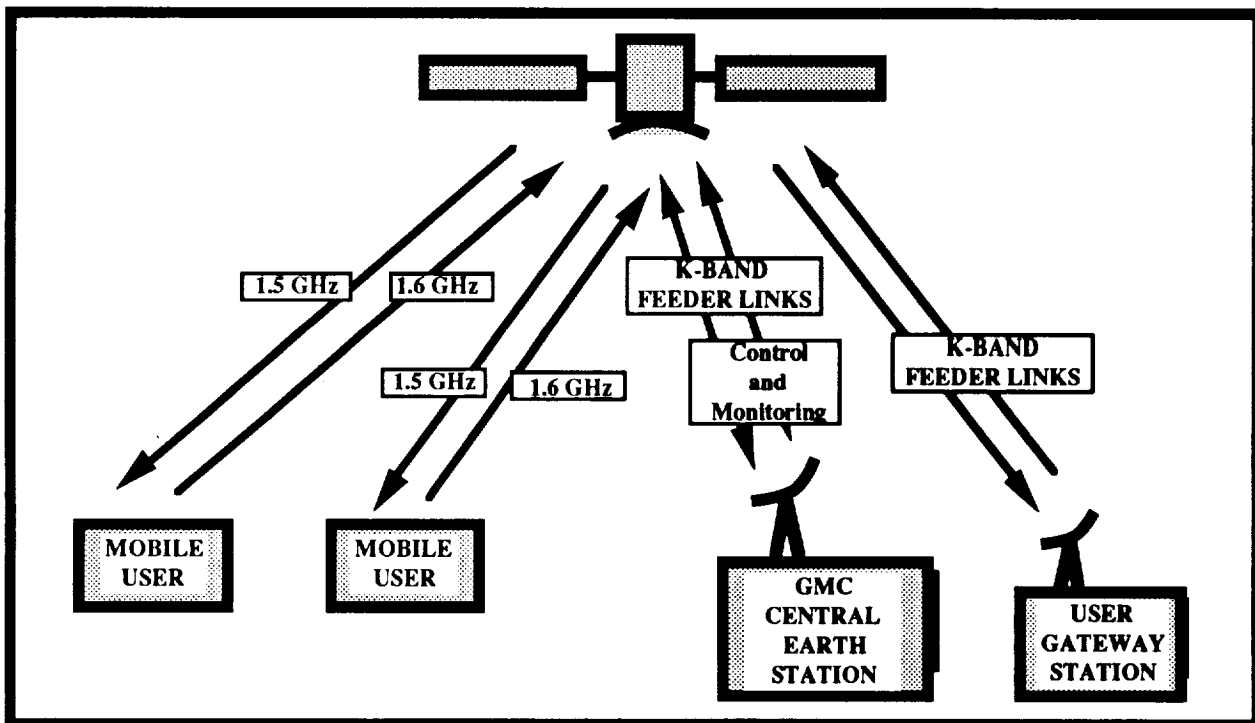 1.5 GHz
1.6 GHz
1.5 GHz
1.6 GHz
K-BAND
FEEDER LINKS
Control
and
Monitoring
K-BAND
FEEDER LINKS
MOBILE
USER
MOBILE
USER
GMC
CENTRAL
EARTH
STATION
USER
GATEWAY
STATION